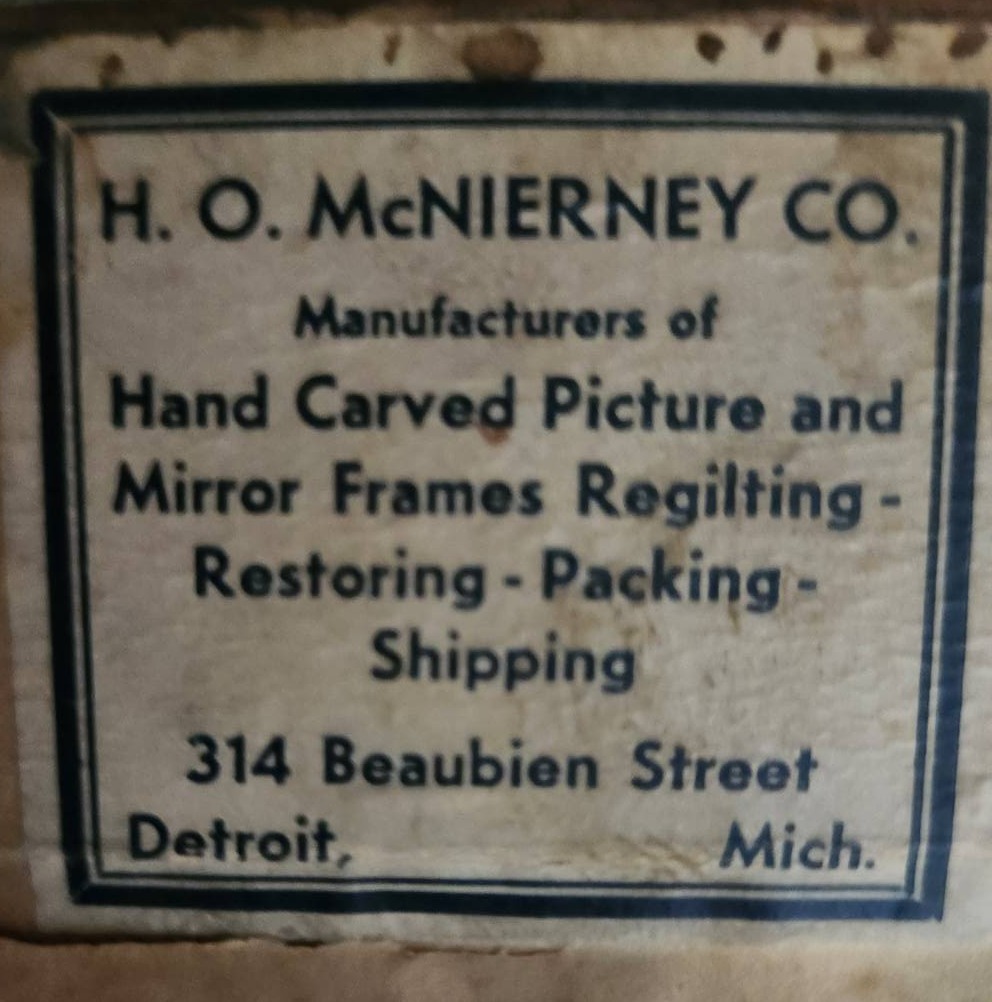 H. O. McNIERNEY CO.
Manufacturers of
Hand Carved Picture and
Mirror Frames Regilting -
Restoring - Packing -
Shipping
314 Beaubien Street
Detroit, Mich.